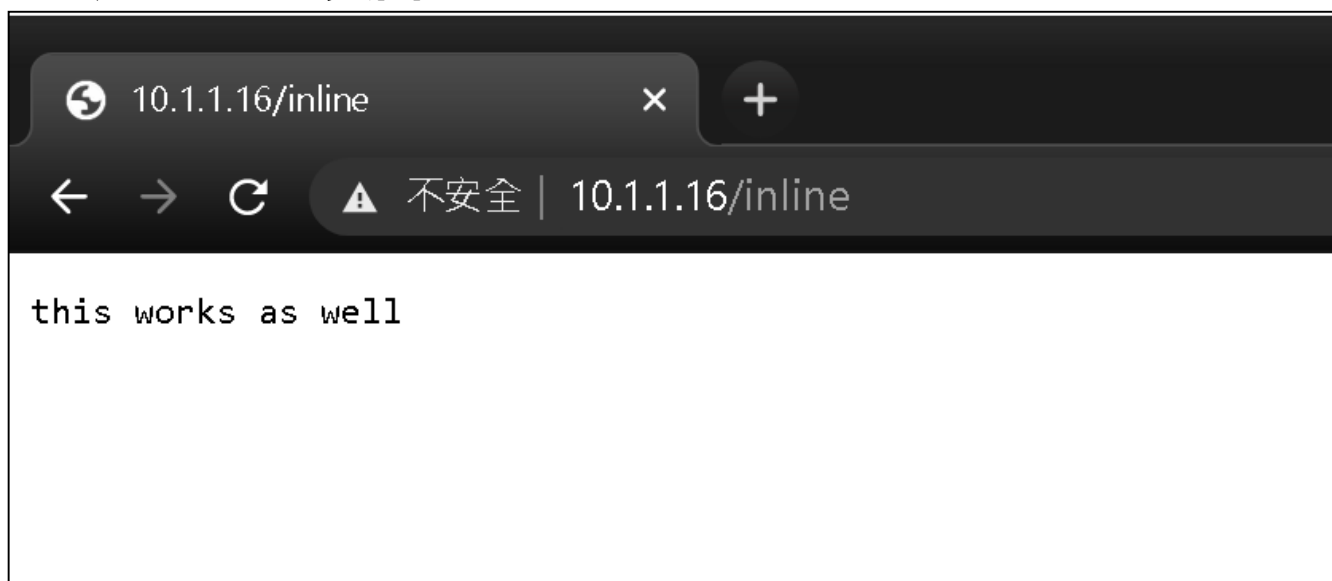 10.1.1.16/inline
不安全 10.1.1.16/inline
this works as well